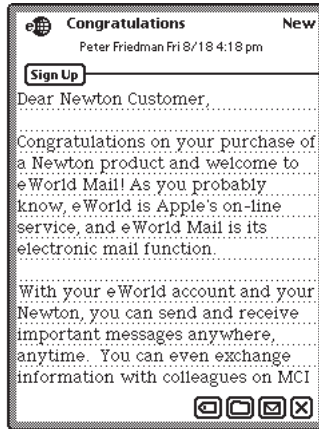 e
Congratulations New
Peter Friedman Fri 8/18 4:18 pm
Sign Up
Dear Newton Customer,
Congratulations on your purchase of
a Newton product and welcome to
eWorld Mail! As you probably
know, eWorld is Apple's on-line
service, and eWorld Mail is its
electronic mail function.
With your eWorld account and your
Newton, you can send and receive
important messages anywhere,
anytime. You can even exchange
information with colleagues on MCI